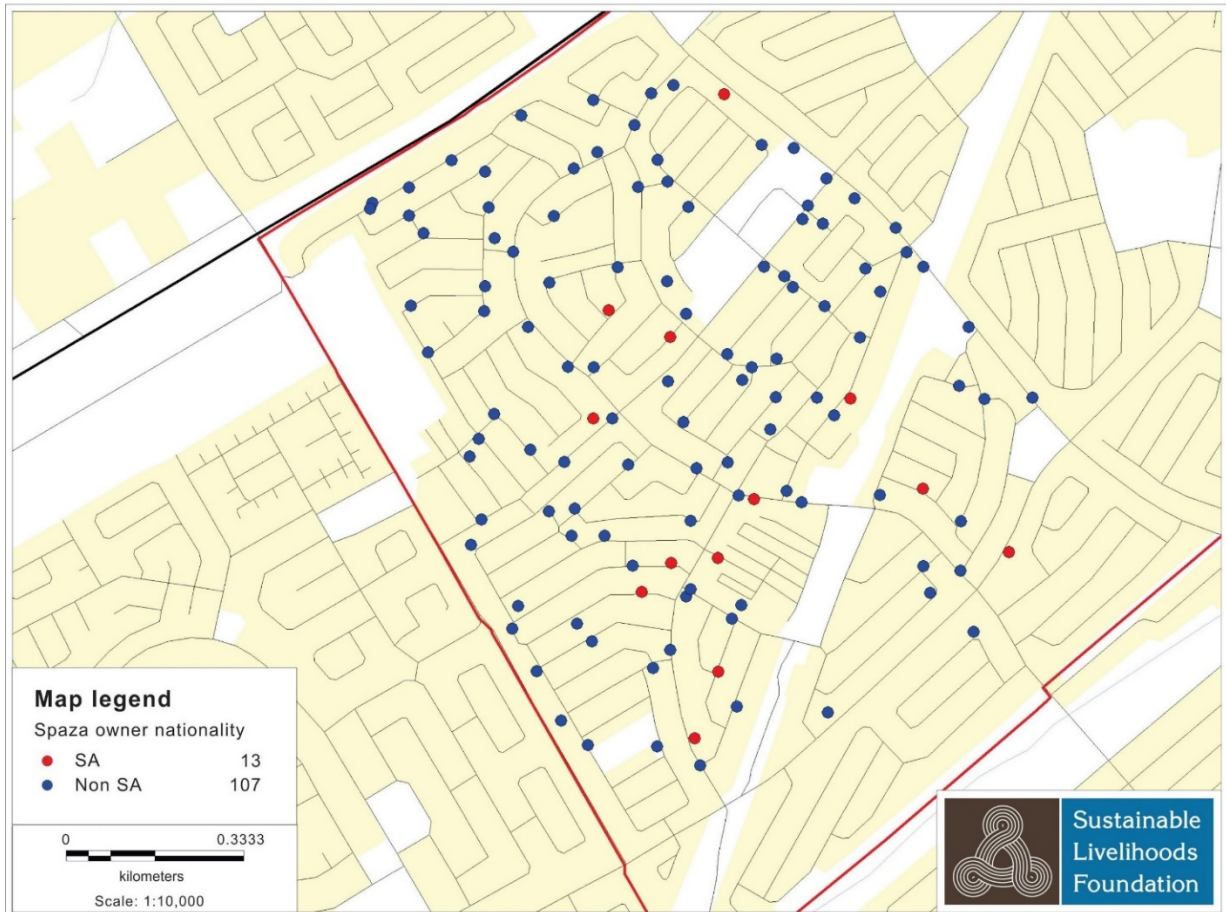 Map legend
Spaza owner nationality
SA 13
Non SA 107
0 0.3333
kilometers
Scale: 1:10,000
Sustainable
Livelihoods
Foundation